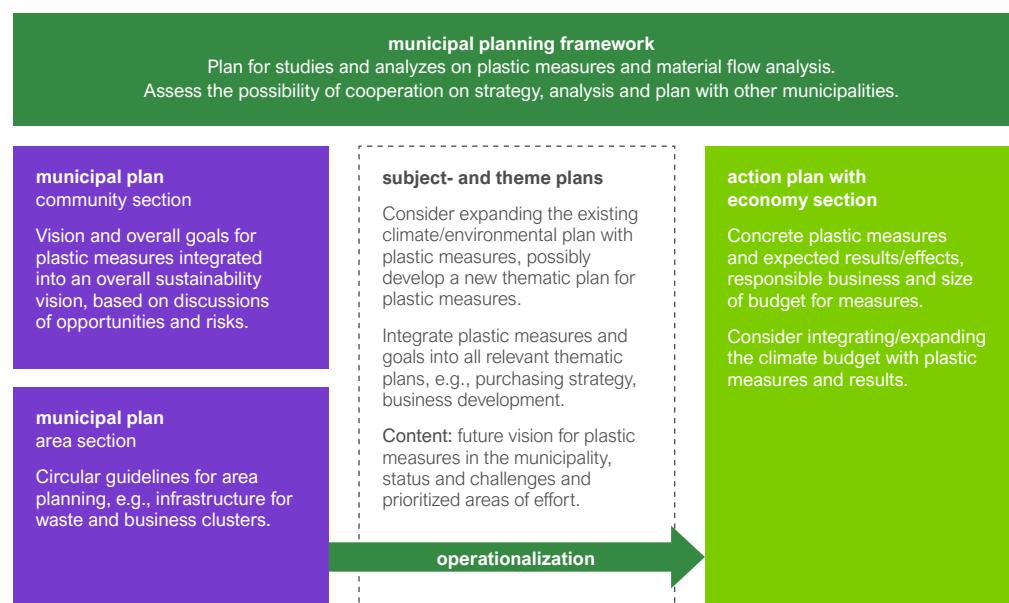 municipal planning framework
Plan for studies and analyzes on plastic measures and material flow analysis.
Assess the possibility of cooperation on strategy, analysis and plan with other municipalities.
municipal plan
community section
Vision and overall goals for
plastic measures integrated
into an overall sustainability
vision, based on discussions
of opportunities and risks.
municipal plan
area section
Circular guidelines for area
planning, e.g., infrastructure for
waste and business clusters.
subject- and theme plans
Consider expanding the existing
climate/environmental plan with
plastic measures, possibly
develop a new thematic plan for
plastic measures.
Integrate plastic measures and
goals into all relevant thematic
plans, e.g., purchasing strategy,
business development.
Content: future vision for plastic
measures in the municipality,
status and challenges and
prioritized areas of effort.
operationalization
action plan with
economy section
Concrete plastic measures
and expected results/effects,
responsible business and size
of budget for measures.
Consider integrating/expanding
the climate budget with plastic
measures and results.